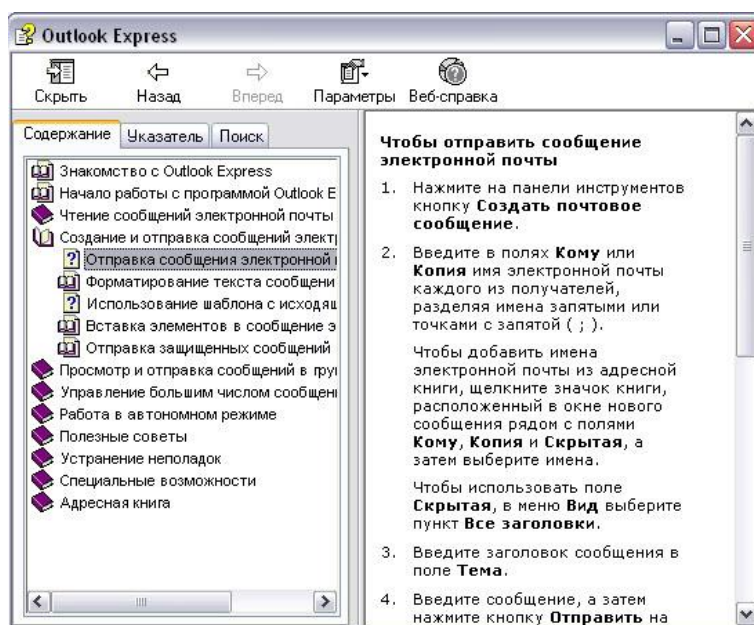 Outlook Express
Скрыть Назад Вперед Параметры Веб-справка
Содержание Указатель Поиск
Знакомство с Outlook Express
Начало работы с программой Outlook E
Чтение сообщений электронной почты
Создание и отправка сообщений элект
Отправка сообщения электронной
Форматирование текста сообщени
Использование шаблона с исходящ
Вставка элементов в сообщение э
Отправка защищенных сообщений
Просмотр и отправка сообщений в гру
Управление большим числом сообщен
Работа в автономном режиме
Полезные советы
Устранение неполадок
Специальные возможности
Адресная книга
Чтобы отправить сообщение
электронной почты
1. Нажмите на панели инструментов
кнопку Создать почтовое
сообщение.
2. Введите в полях Кому или
Копия имя электронной почты
каждого из получателей,
разделяя имена запятыми или
точками с запятой ( ; ).
Чтобы добавить имена
электронной почты из адресной
книги, щелкните значок книги,
расположенный в окне нового
сообщения рядом с полями
Кому, Копия и Скрытая, а
затем выберите имена.
Чтобы использовать поле
Скрытая, в меню Вид выберите
пункт Все заголовки.
3. Введите заголовок сообщения в
поле Тема.
4. Введите сообщение, а затем
нажмите кнопку Отправить на